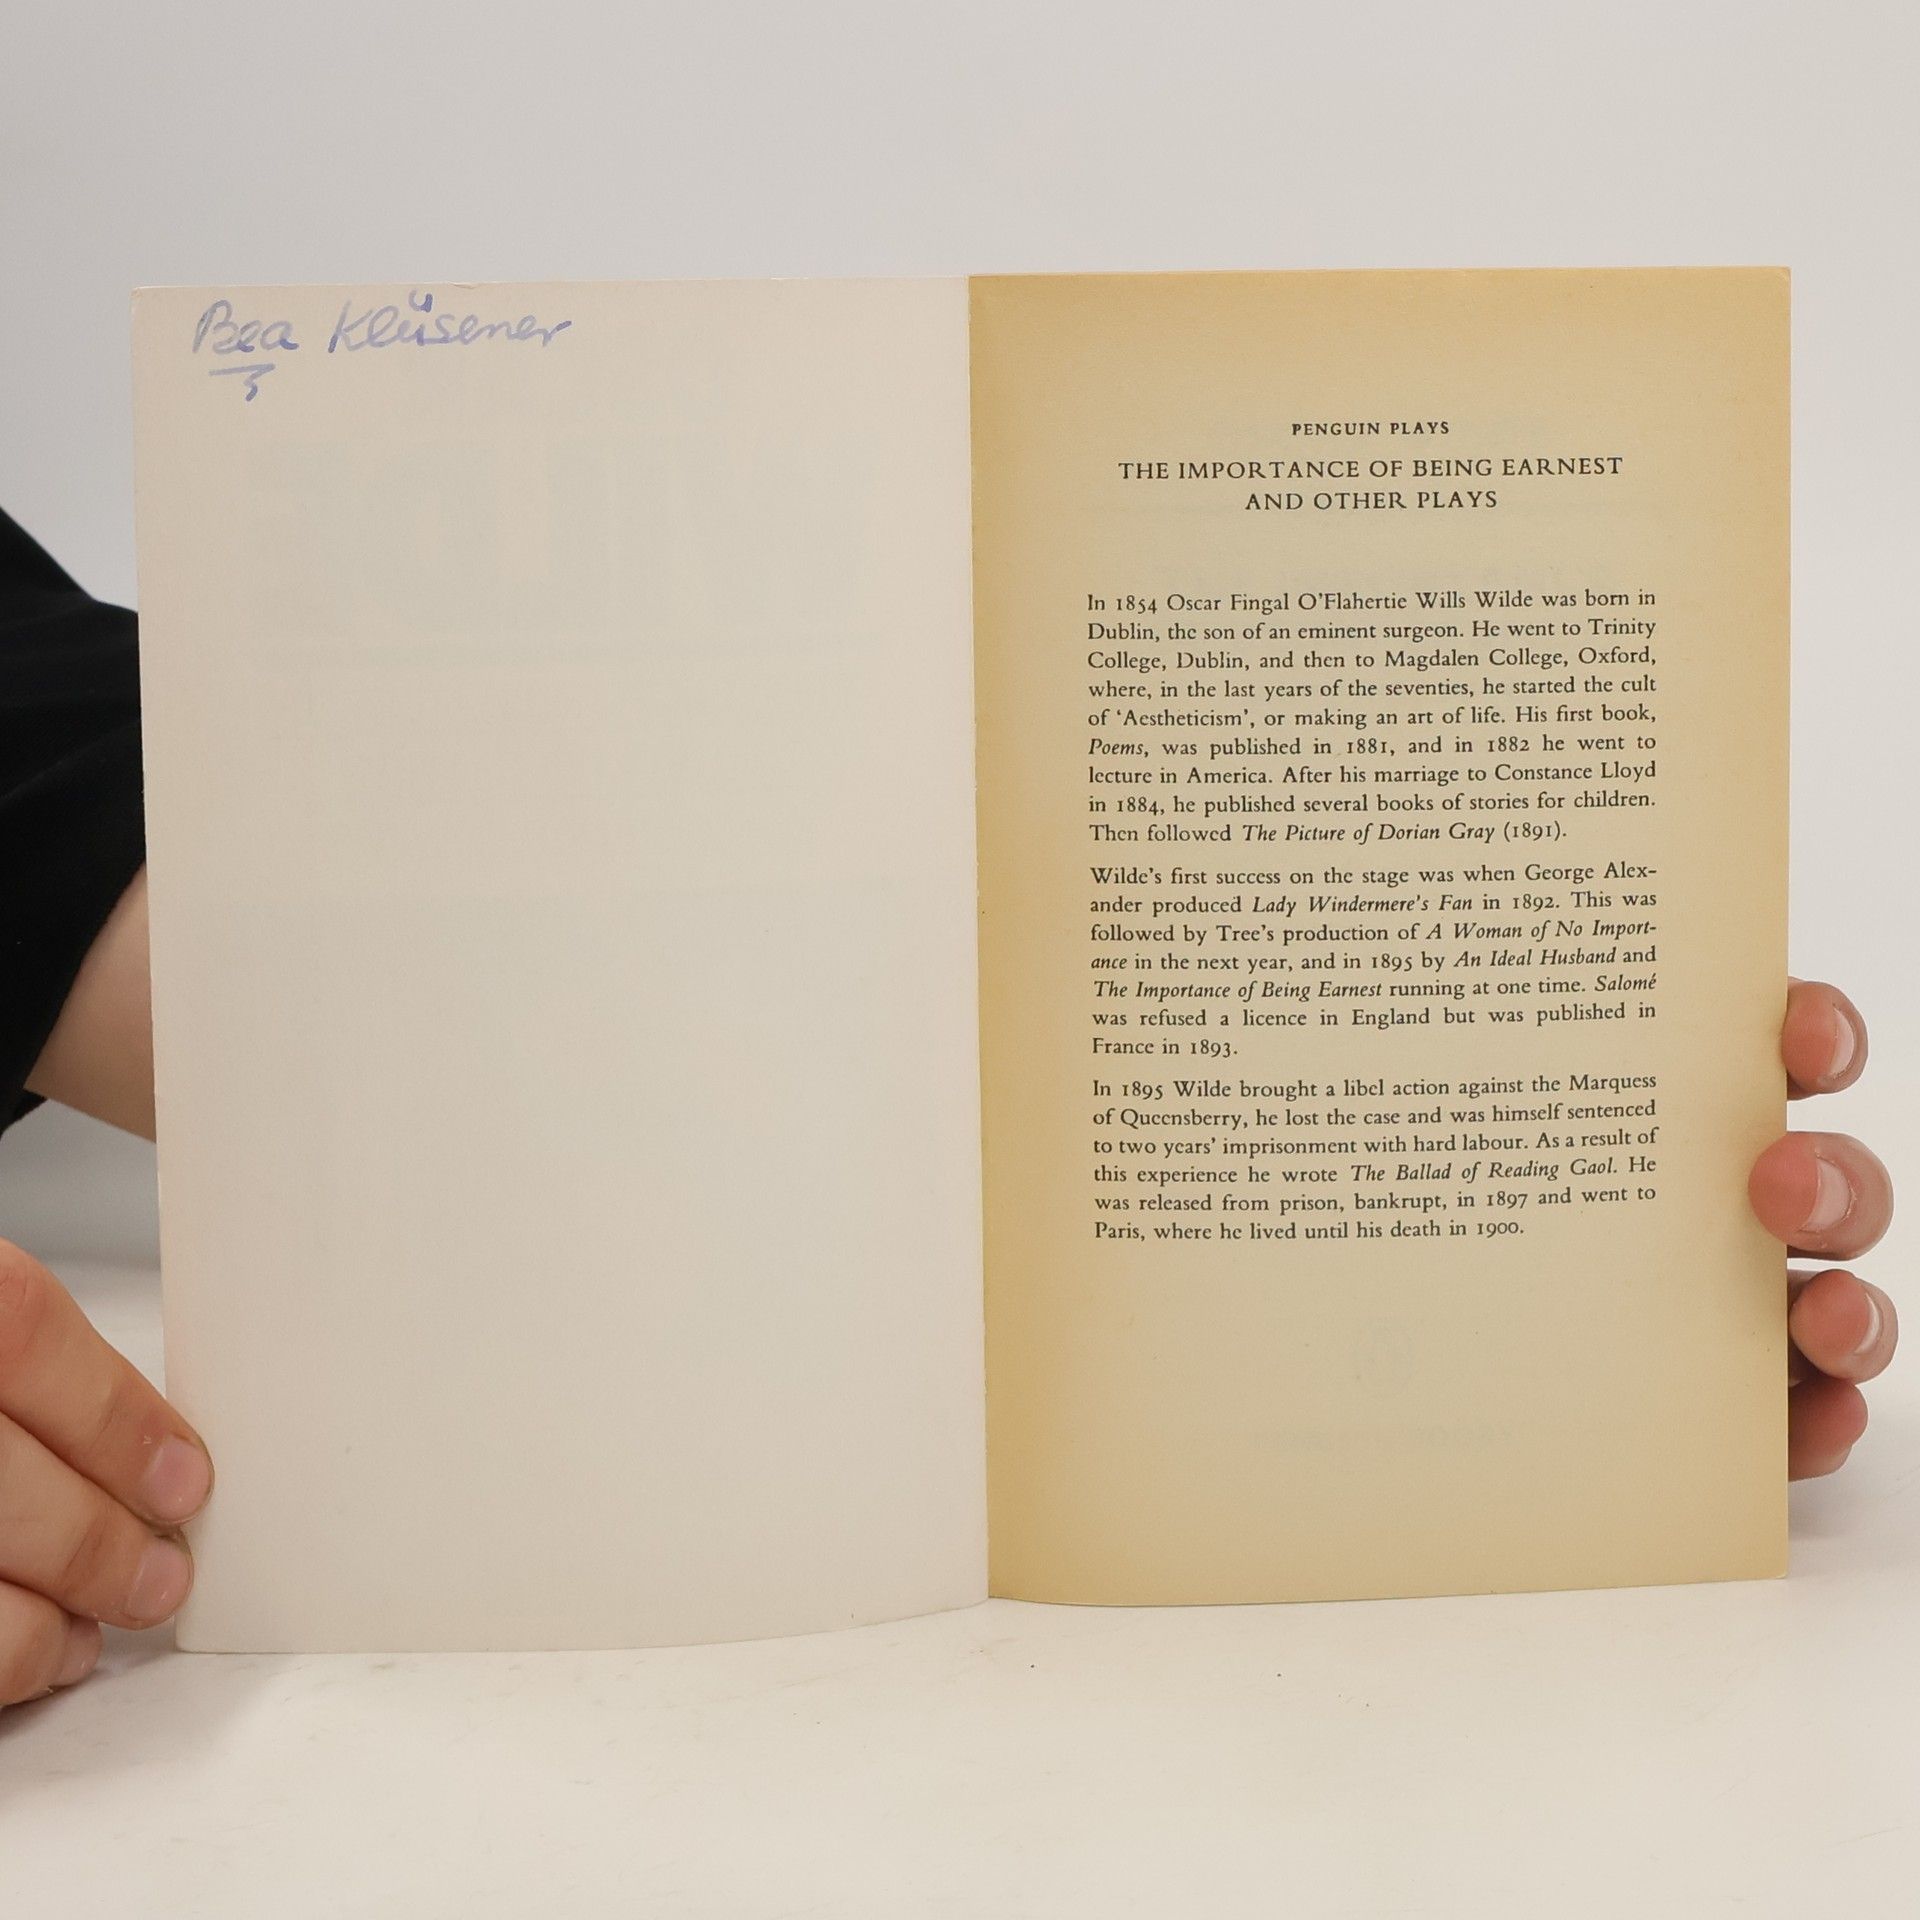 Bea Klüsener
PENGUIN PLAYS
THE IMPORTANCE OF BEING EARNEST
AND OTHER PLAYS
In 1854 Oscar Fingal O'Flahertie Wills Wilde was born in
Dublin, the son of an eminent surgeon. He went to Trinity
College, Dublin, and then to Magdalen College, Oxford,
where, in the last years of the seventies, he started the cult
of ‘Aestheticism’, or making an art of life. His first book,
Poems, was published in 1881, and in 1882 he went to
lecture in America. After his marriage to Constance Lloyd
in 1884, he published several books of stories for children.
Then followed The Picture of Dorian Gray (1891).
Wilde's first success on the stage was when George Alex-
ander produced Lady Windermere's Fan in 1892. This was
followed by Tree's production of A Woman of No Import-
ance in the next year, and in 1895 by An Ideal Husband and
The Importance of Being Earnest running at one time. Salomé
was refused a licence in England but was published in
France in 1893.
In 1895 Wilde brought a libel action against the Marquess
of Queensberry, he lost the case and was himself sentenced
to two years' imprisonment with hard labour. As a result of
this experience he wrote The Ballad of Reading Gaol. He
was released from prison, bankrupt, in 1897 and went to
Paris, where he lived until his death in 1900.